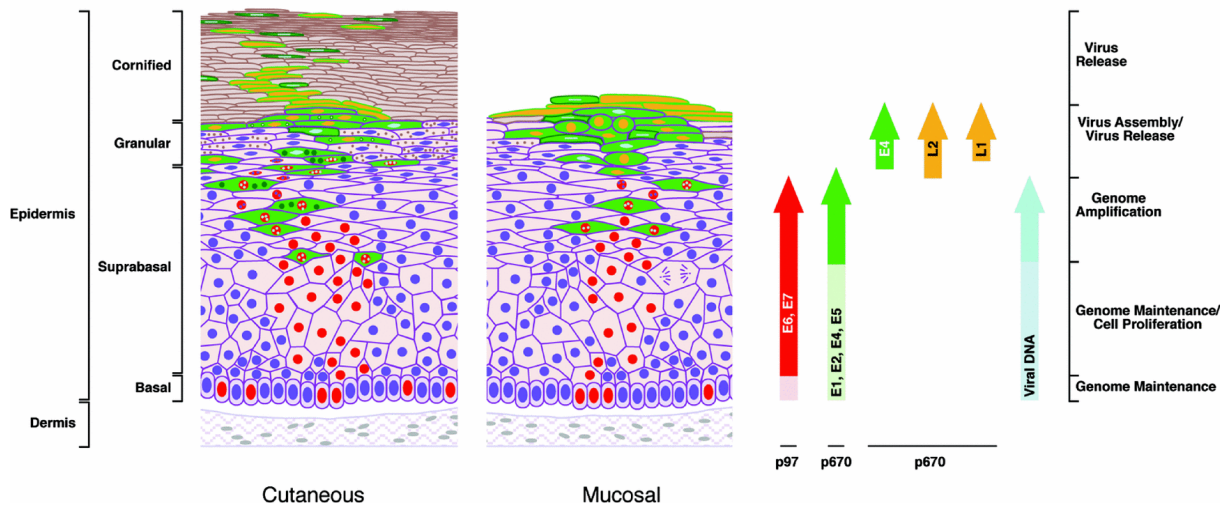 Epidermis
Dermis
Cornified
Granular
Suprabasal
Basal
Cutaneous
Mucosal
E6, E7
E1, E2, E4, E5
E4
L2
L1
Viral DNA
p97
p670
p670
Virus
Release
Virus Assembly/
Virus Release
Genome
Amplification
Genome Maintenance/
Cell Proliferation
Genome Maintenance